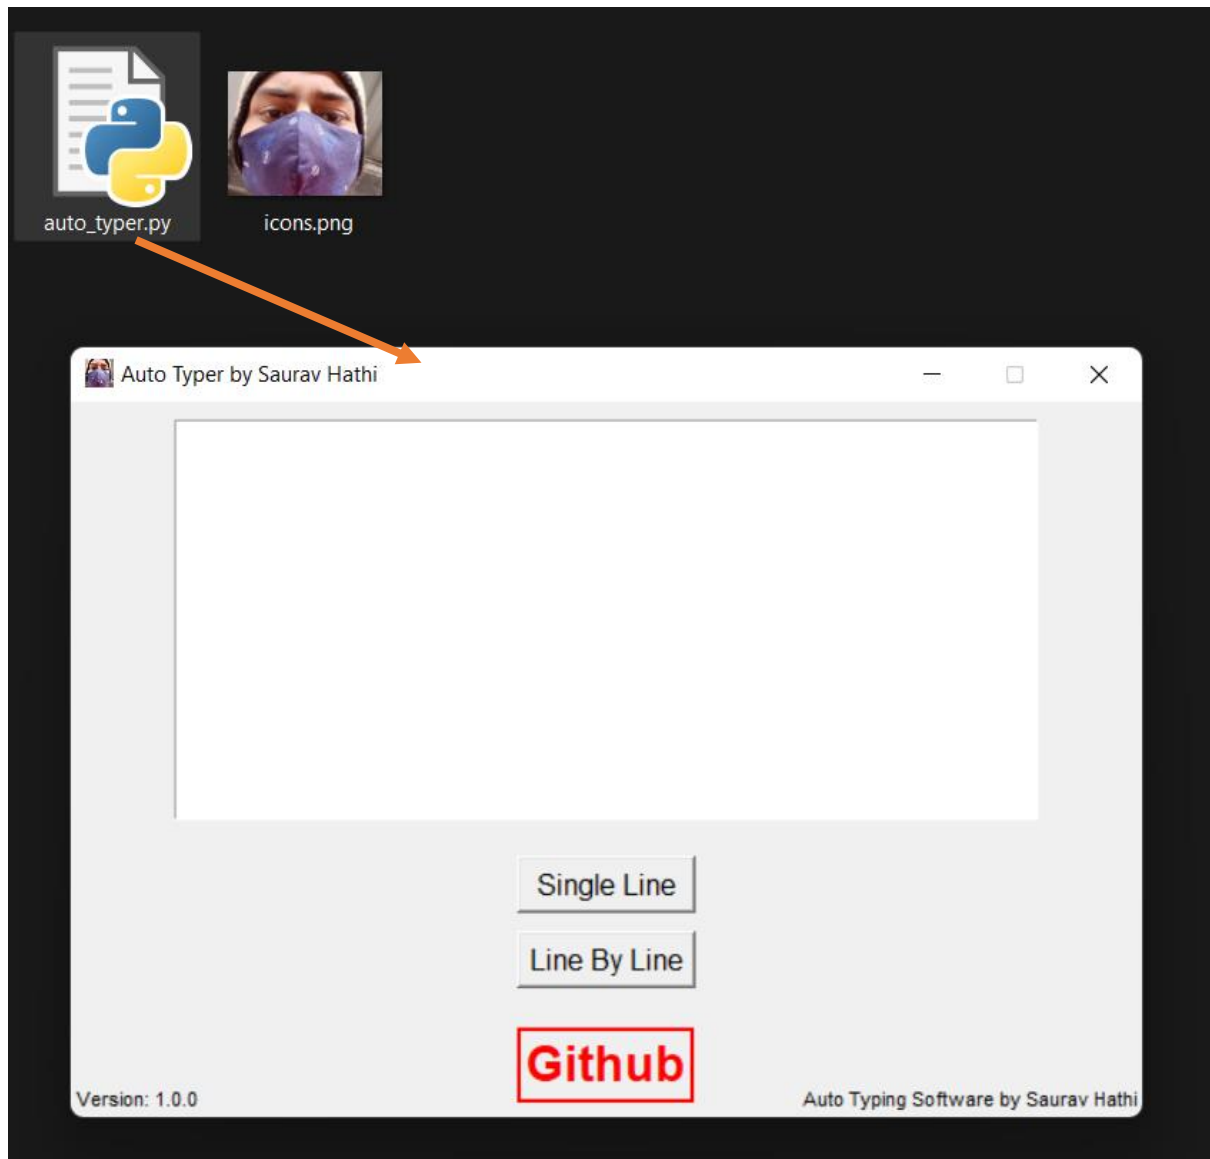 auto_typer.py
icons.png
Auto Typer by Saurav Hathi
Single Line
Line By Line
Github
Version: 1.0.0
Auto Typing Software by Saurav Hathi